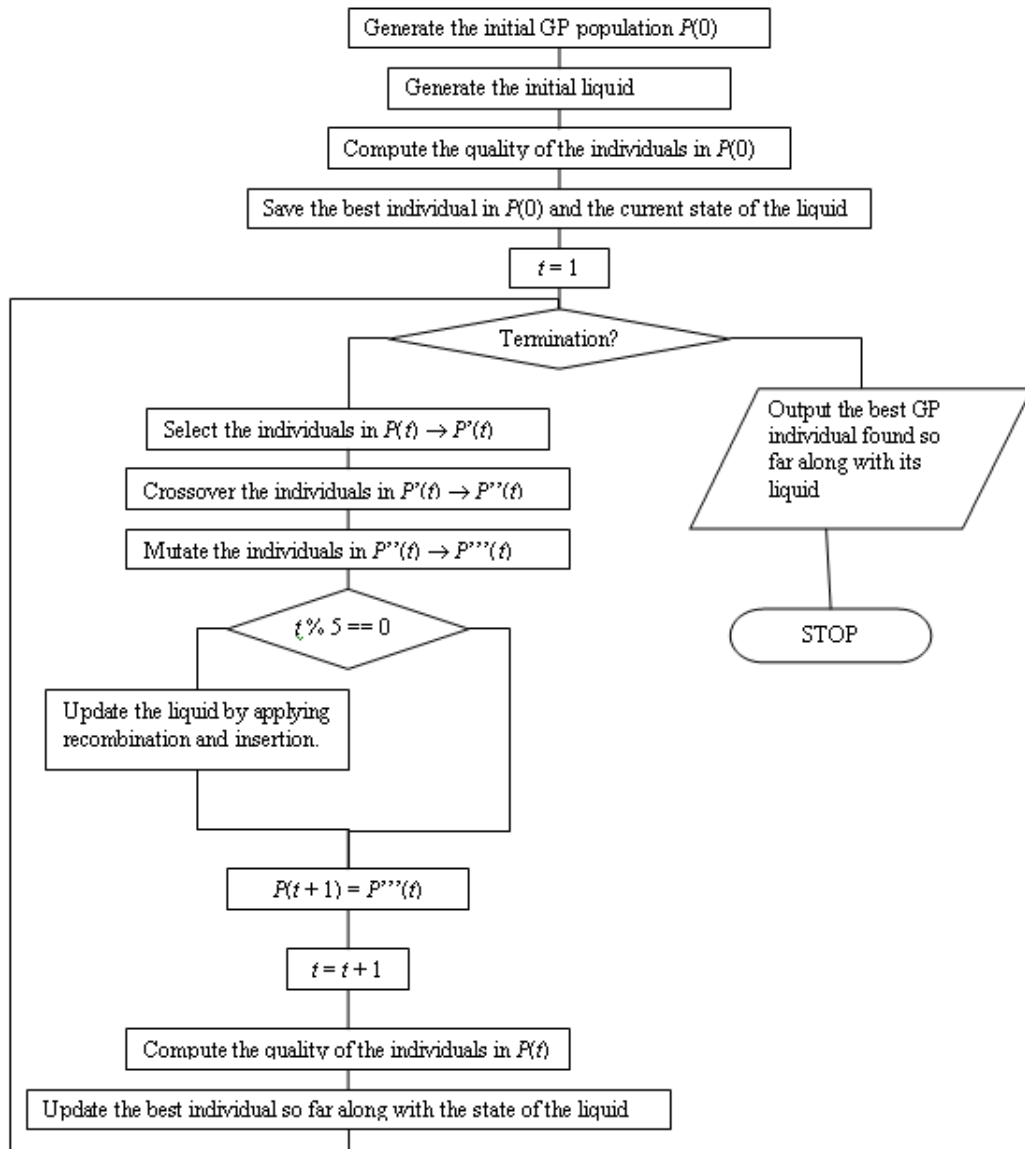 Generate the initial GP population P(0)
Generate the initial liquid
Compute the quality of the individuals in P(0)
Save the best individual in P(0) and the current state of the liquid
t = 1
Termination?
Select the individuals in P(t) → P'(t)
Crossover the individuals in P'(t) → P''(t)
Mutate the individuals in P''(t) → P'''(t)
t % 5 == 0
Update the liquid by applying
recombination and insertion.
P(t + 1) = P’’’(t)
t = t + 1
Compute the quality of the individuals in P(t)
Update the best individual so far along with the state of the liquid
Output the best GP
individual found so
far along with its
liquid
STOP